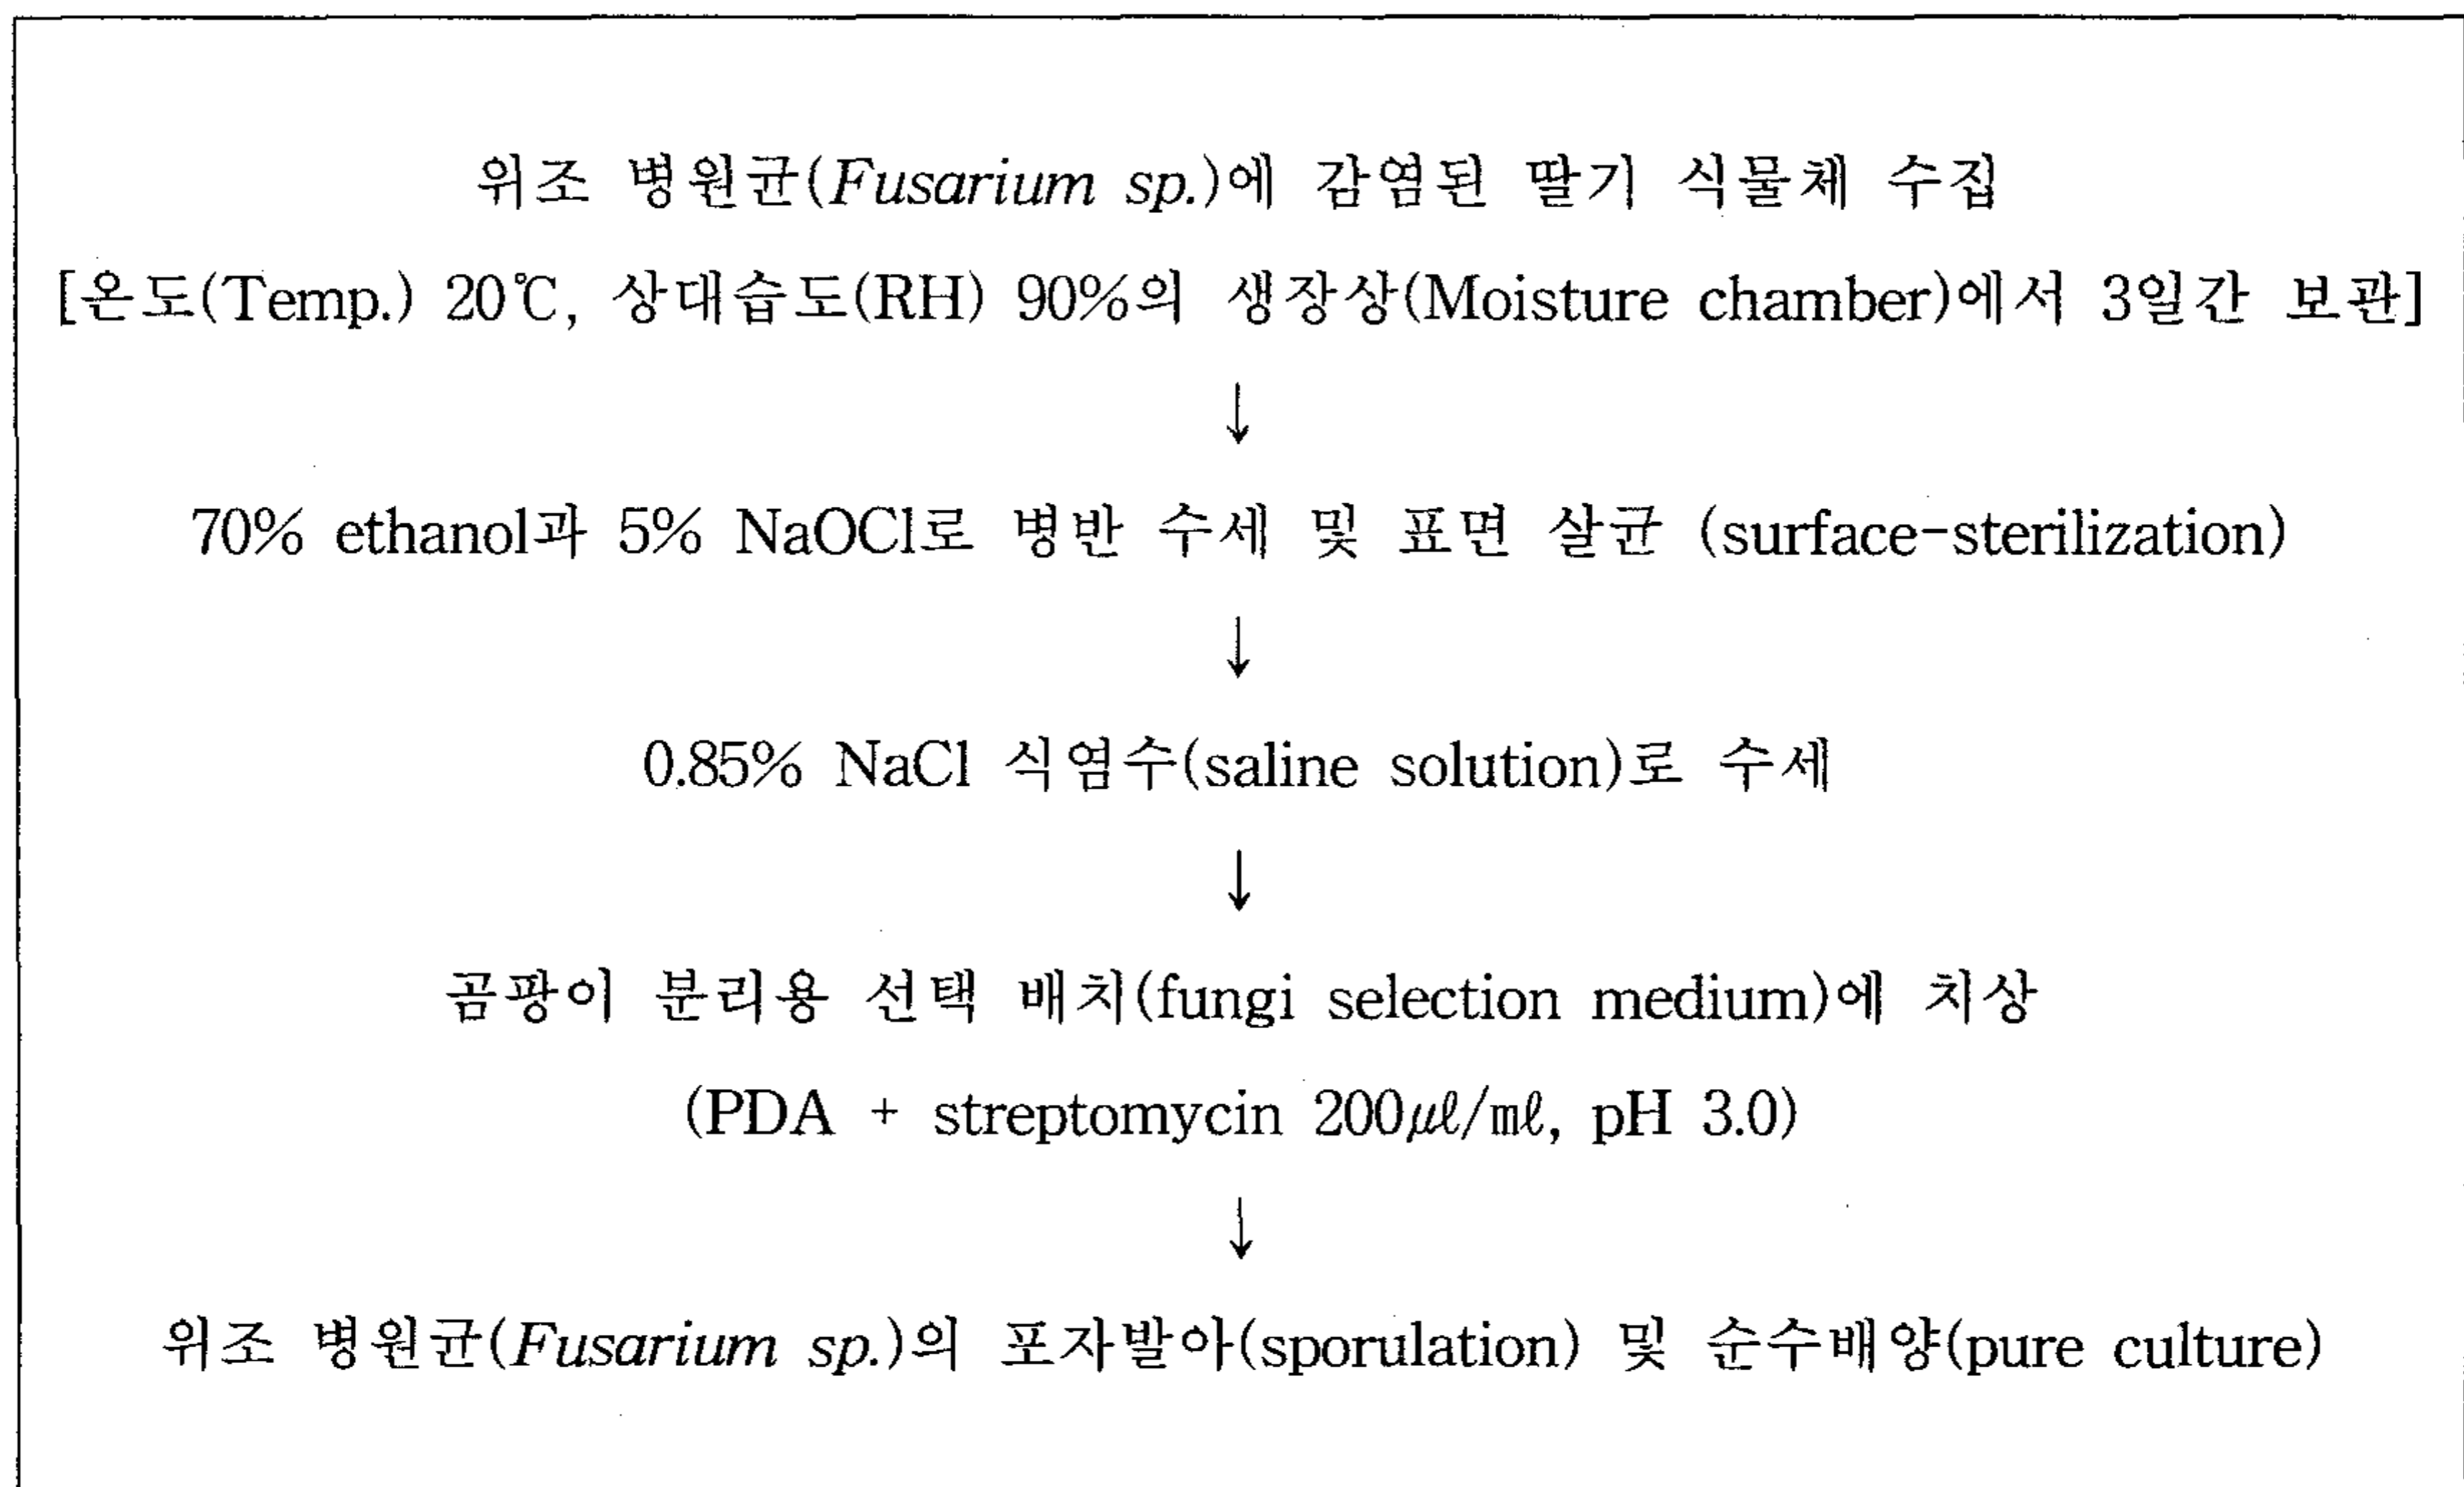 위조 병원균(Fusarium sp.)에 감염된 딸기 식물체 수집
[온도(Temp.) 20℃, 상대습도(RH) 90%의 생장상(Moisture chamber)에서 3일간 보관]
↓
70% ethanol과 5% NaOCl로 병반 수세 및 표면 살균 (surface-sterilization)
↓
0.85% NaCl 식염수(saline solution)로 수세
↓
곰팡이 분리용 선택 배치(fungi selection medium)에 치상
(PDA + streptomycin 200㎕/㎖, pH 3.0)
↓
위조 병원균(Fusarium sp.)의 포자발아(sporulation) 및 순수배양(pure culture)